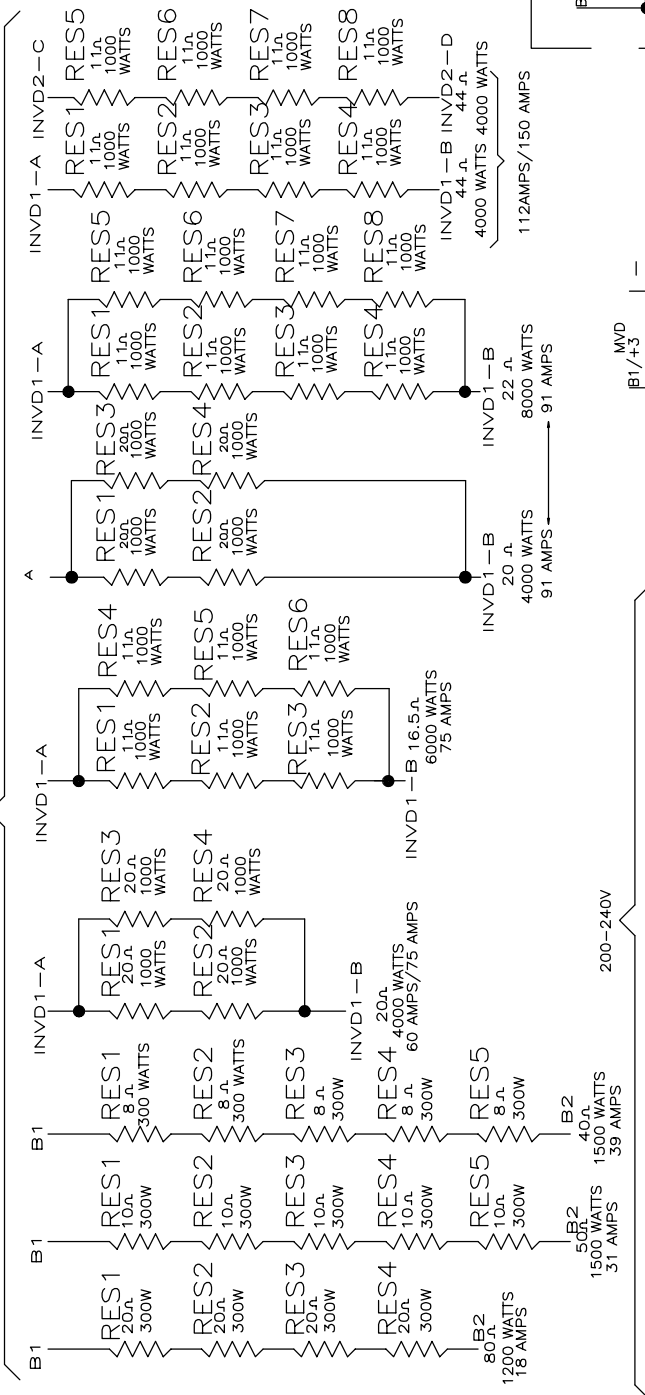 B1
RES1
20Ω
300W
RES2
20Ω
300W
RES3
20Ω
300W
RES4
20Ω
300W
B2
80Ω
1200 WATTS
18 AMPS
B1
RES1
10Ω
300W
RES2
10Ω
300W
RES3
10Ω
300W
RES4
10Ω
300W
RES5
10Ω
300W
B2
50Ω
1500 WATTS
31 AMPS
B1
RES1
8Ω
300 WATTS
RES2
8Ω
300 WATTS
RES3
8Ω
300W
RES4
8Ω
300W
RES5
8Ω
300W
B2
40Ω
1500 WATTS
39 AMPS
INVD1-A
RES1
20Ω
1000
WATTS
RES3
20Ω
1000
WATTS
RES2
20Ω
1000
WATTS
RES4
20Ω
1000
WATTS
INVD1-B
20Ω
4000 WATTS
60 AMPS/75 AMPS
INVD1-A
RES1
11Ω
1000
WATTS
RES4
11Ω
1000
WATTS
RES2
11Ω
1000
WATTS
RES5
11Ω
1000
WATTS
RES3
11Ω
1000
WATTS
RES6
11Ω
1000
WATTS
INVD1-B
16.5Ω
6000 WATTS
75 AMPS
A
RES1
20Ω
1000
WATTS
RES3
20Ω
1000
WATTS
RES2
20Ω
1000
WATTS
RES4
20Ω
1000
WATTS
INVD1-B
20 Ω
4000 WATTS
91 AMPS
INVD1-A
RES1
11Ω
1000
WATTS
RES5
11Ω
1000
WATTS
RES2
11Ω
1000
WATTS
RES6
11Ω
1000
WATTS
RES3
11Ω
1000
WATTS
RES7
11Ω
1000
WATTS
RES4
11Ω
1000
WATTS
RES8
11Ω
1000
WATTS
INVD1-B
22 Ω
8000 WATTS
91 AMPS
INVD1-A
RES1
11Ω
1000
WATTS
RES2
11Ω
1000
WATTS
RES3
11Ω
1000
WATTS
RES4
11Ω
1000
WATTS
INVD1-B
44 Ω
4000 WATTS
INVD2-C
RES5
11Ω
1000
WATTS
RES6
11Ω
1000
WATTS
RES7
11Ω
1000
WATTS
RES8
11Ω
1000
WATTS
INVD2-D
44 Ω
4000 WATTS
112AMPS/150 AMPS
200-240V
MVD
B1/+3